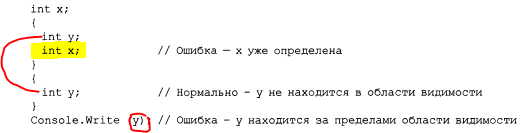 int x;
{
int y;
int x; // Ошибка — x уже определена
}
{
int y; // Нормально - y не находится в области видимости
}
Console.Write (y); // Ошибка - y находится за пределами области видимости